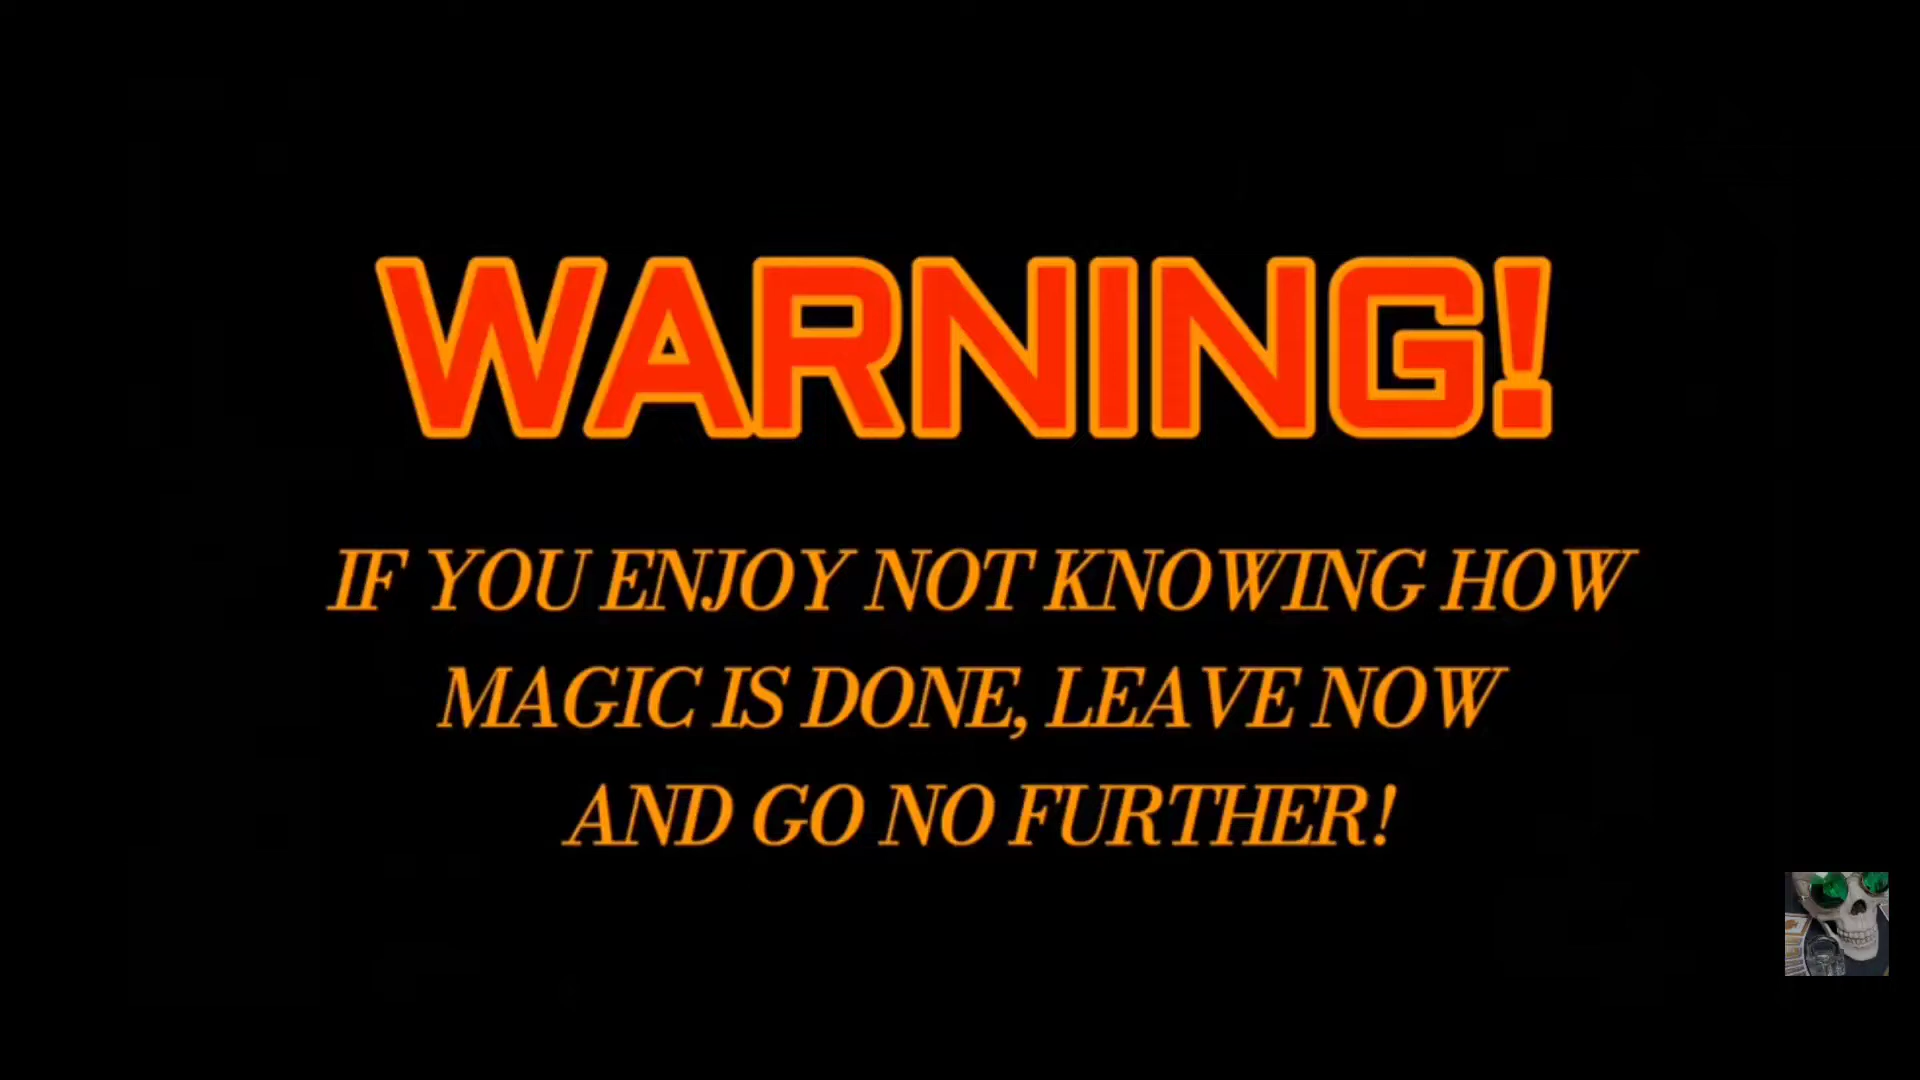 WARNING!
IF YOU ENJOY NOT KNOWING HOW
MAGIC IS DONE, LEAVE NOW
AND GO NO FURTHER!